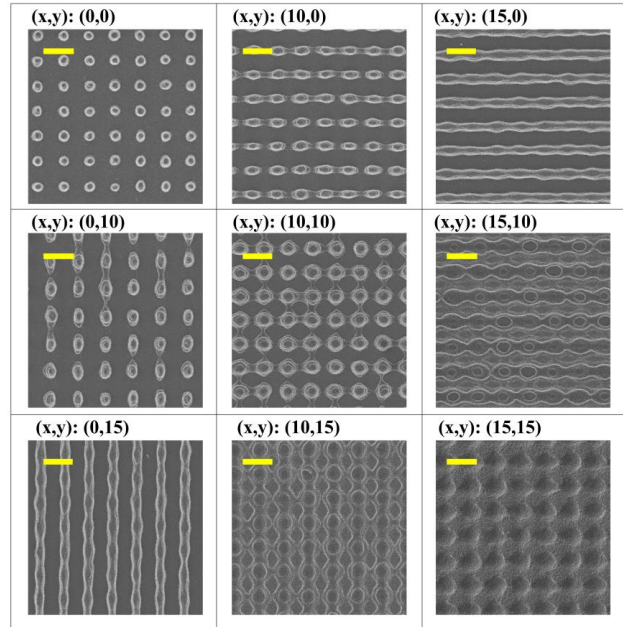 (x,y): (0,0)
(x,y): (10,0)
(x,y): (15,0)
(x,y): (0,10)
(x,y): (10,10)
(x,y): (15,10)
(x,y): (0,15)
(x,y): (10,15)
(x,y): (15,15)